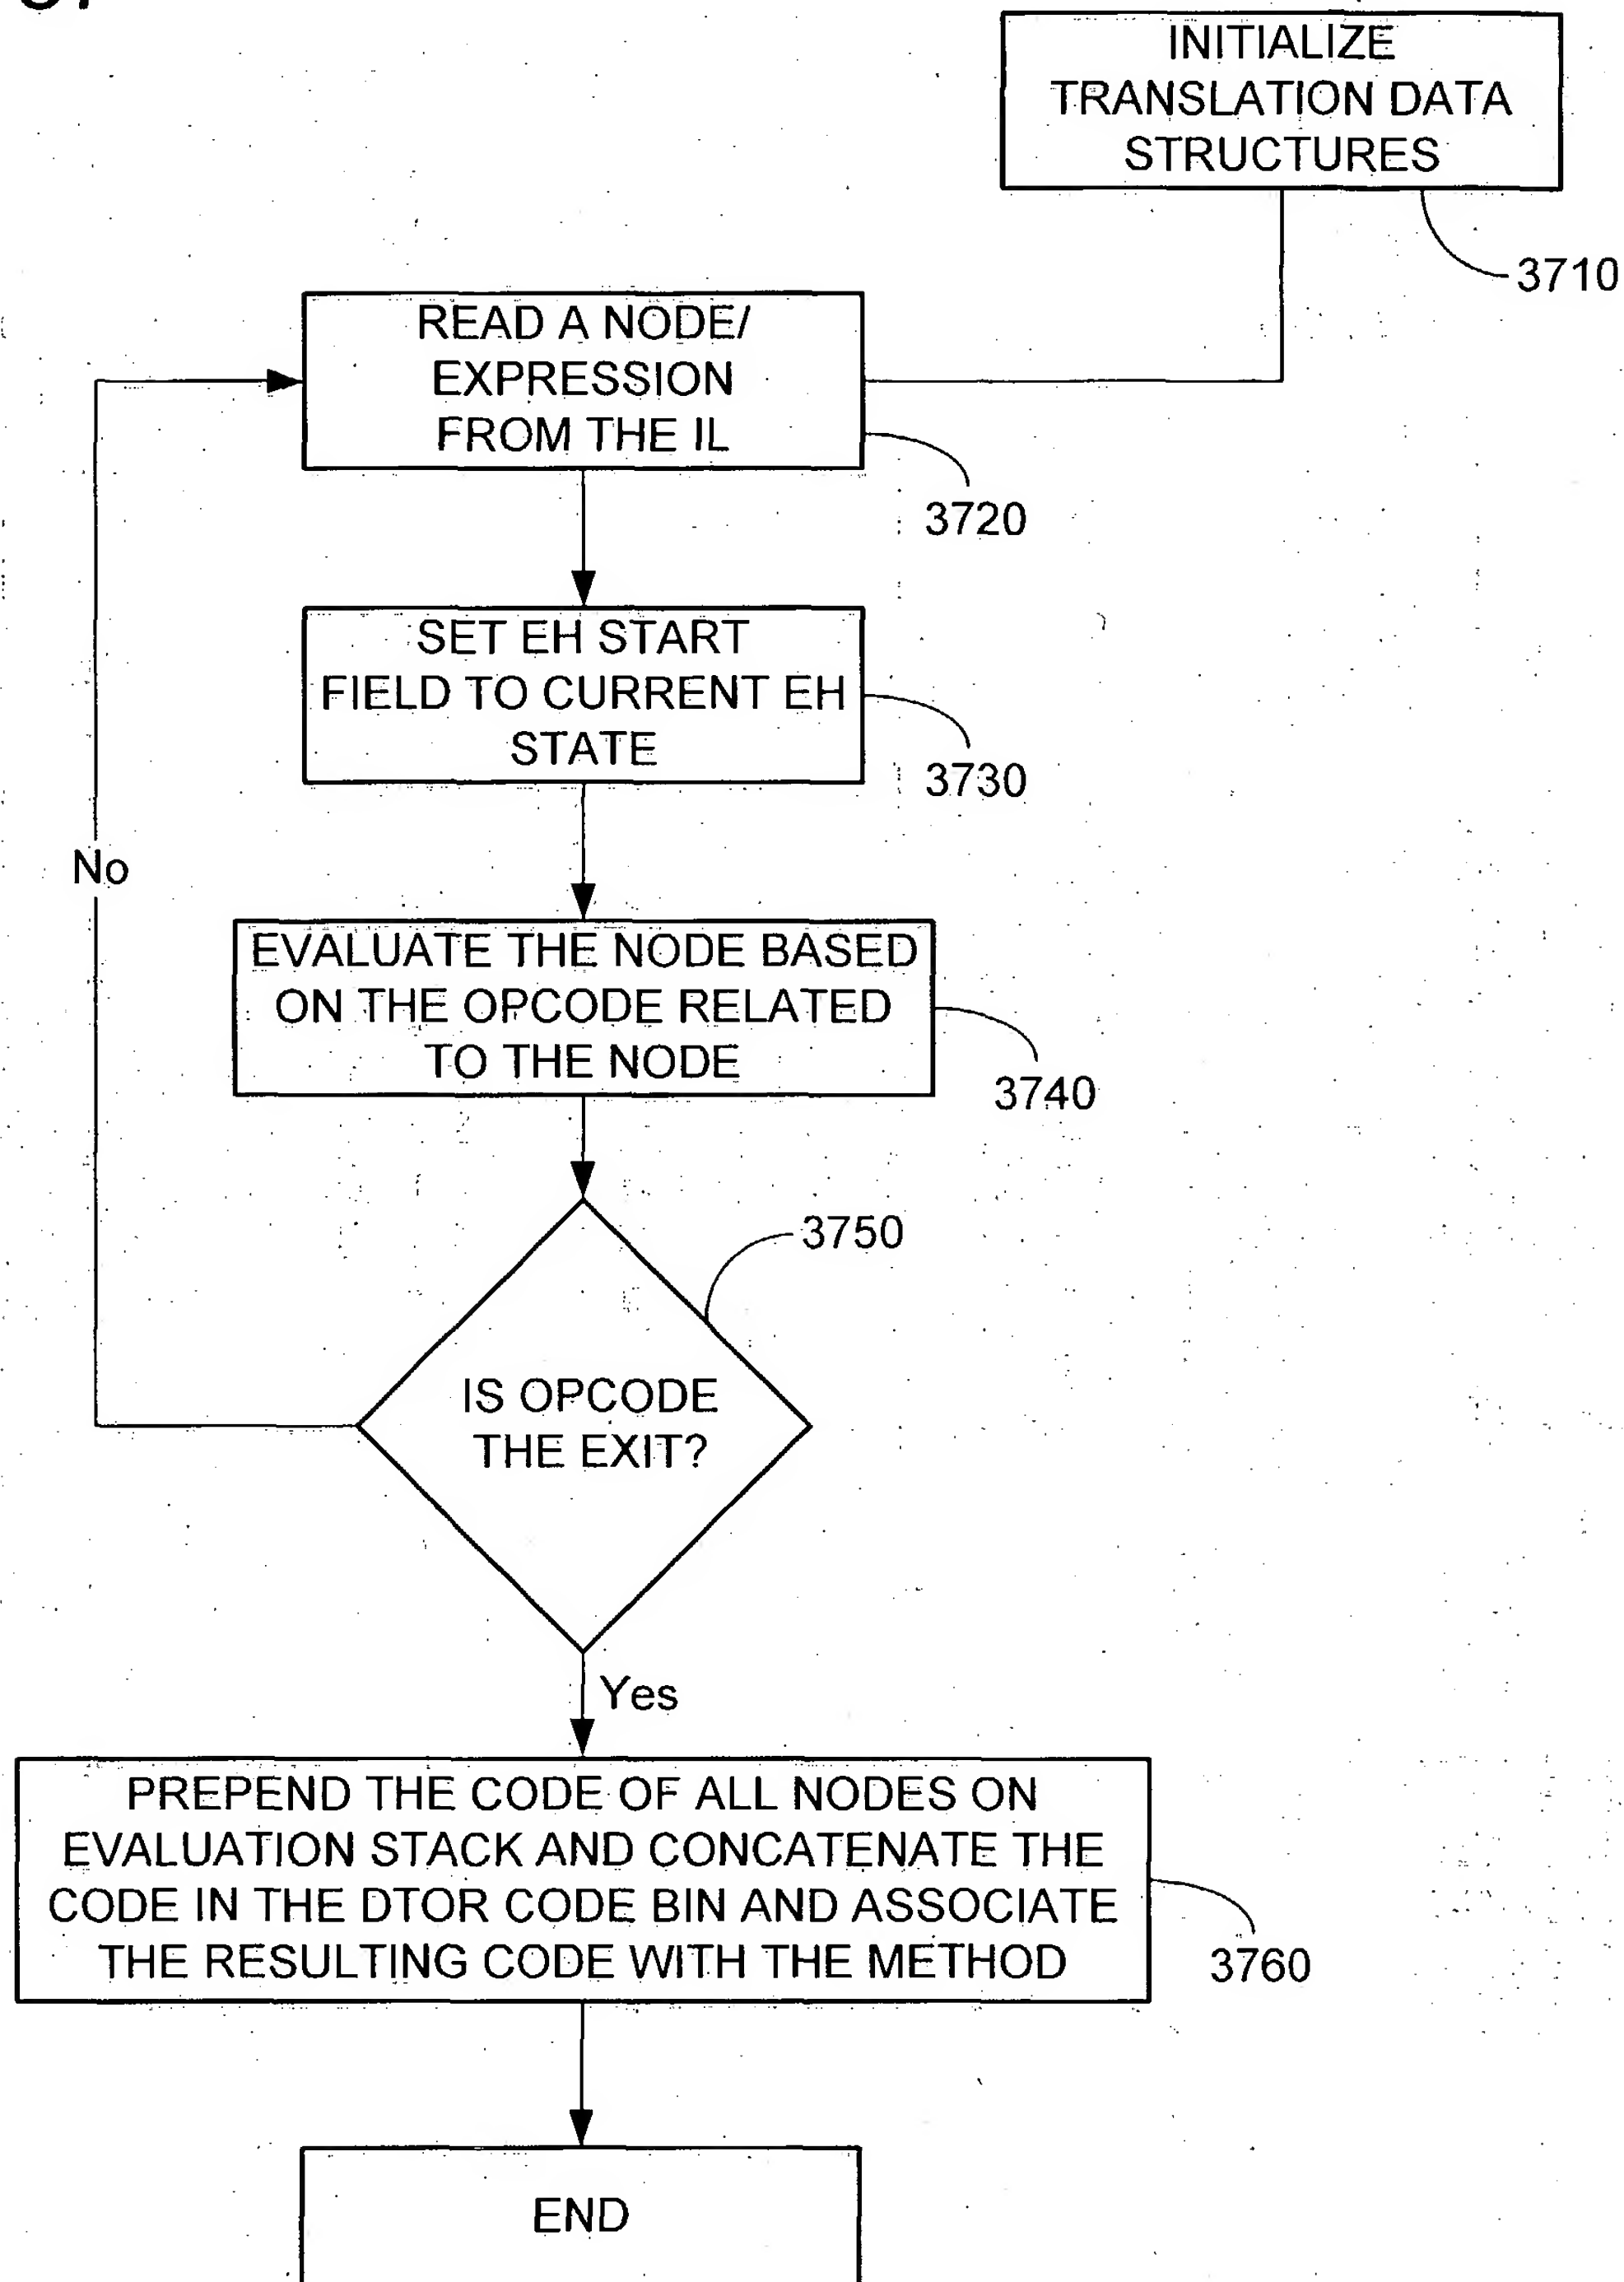 INITIALIZE
TRANSLATION DATA
STRUCTURES
3710
READ A NODE/
EXPRESSION
FROM THE IL
3720
SET EH START
FIELD TO CURRENT EH
STATE
3730
No
EVALUATE THE NODE BASED
ON THE OPCODE RELATED
TO THE NODE
3740
3750
IS OPCODE
THE EXIT?
Yes
PREPEND THE CODE OF ALL NODES ON
EVALUATION STACK AND CONCATENATE THE
CODE IN THE DTOR CODE BIN AND ASSOCIATE
THE RESULTING CODE WITH THE METHOD
3760
END